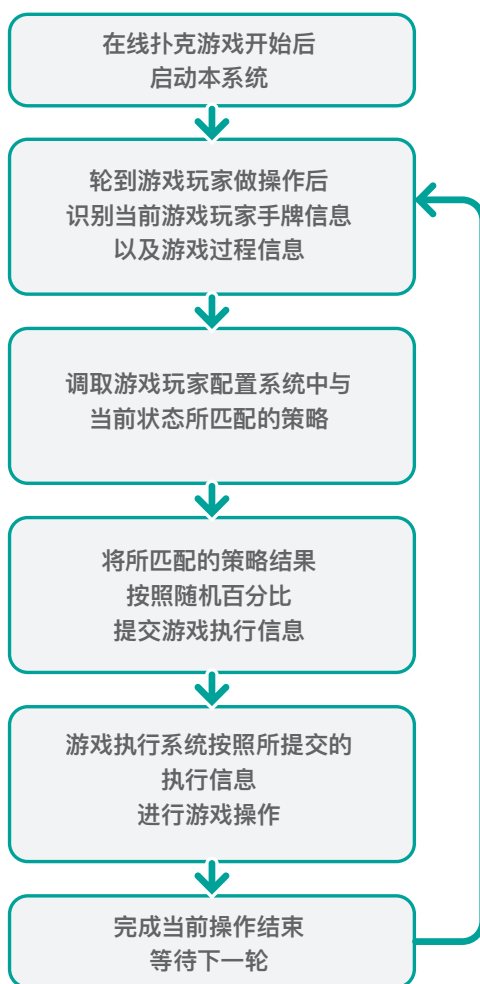 在线扑克游戏开始后
启动本系统
轮到游戏玩家做操作后
识别当前游戏玩家手牌信息
以及游戏过程信息
调取游戏玩家配置系统中与
当前状态所匹配的策略
将所匹配的策略结果
按照随机百分比
提交游戏执行信息
游戏执行系统按照所提交的
执行信息
进行游戏操作
完成当前操作结束
等待下一轮